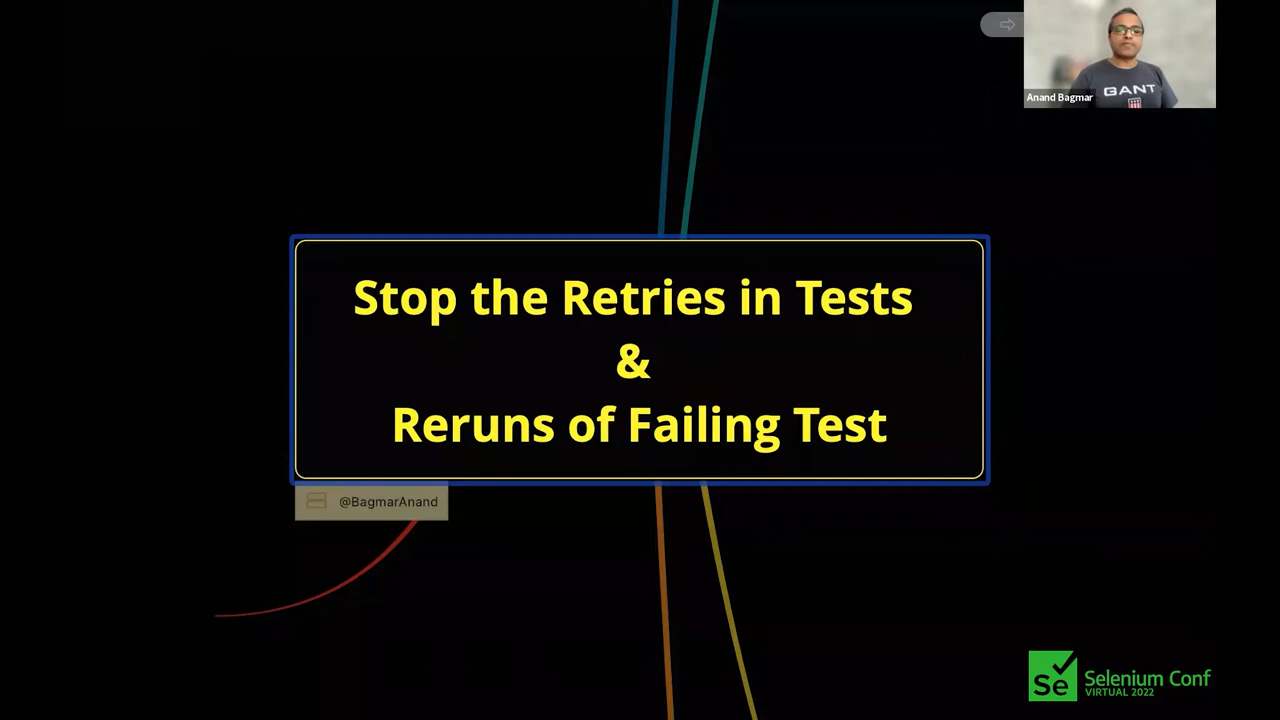 GANT
Anand Bagmar
Stop the Retries in Tests
&
Reruns of Failing Test
@BagmarAnand
Se
Selenium Conf
VIRTUAL 2022